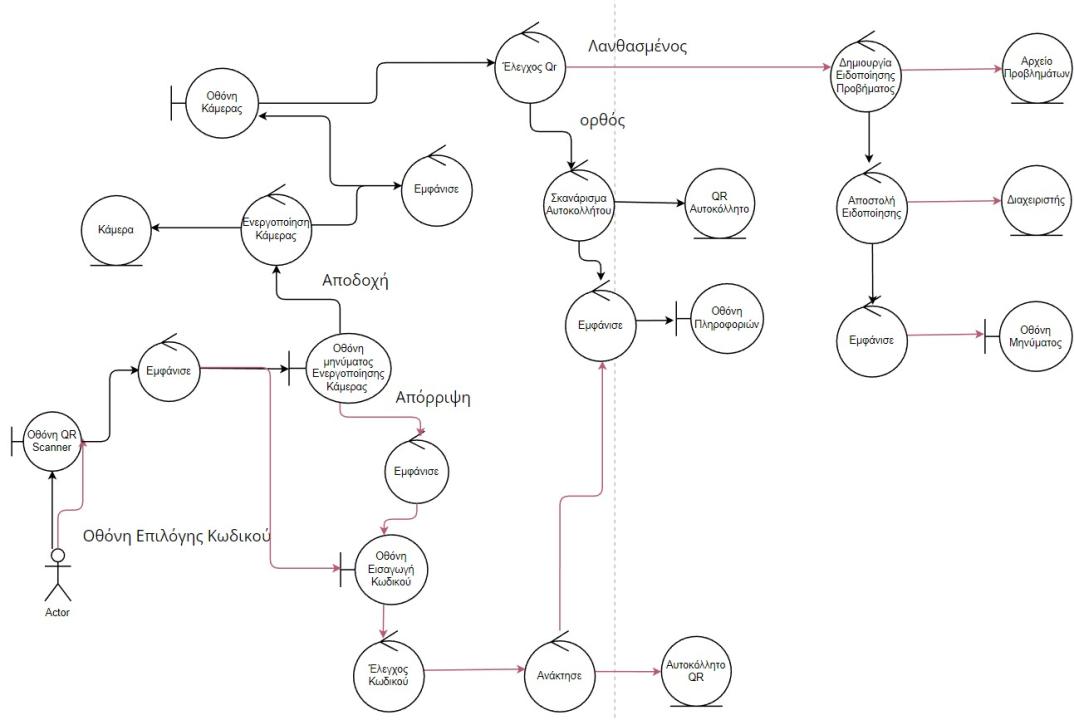 Λανθασμένος
Έλεγχος Qr
Δημιουργία
Ειδοποίησης
Προβήματος
Αρχείο
Προβλημάτων
Οθόνη
Κάμερας
ορθός
Εμφάνισε
Σκανάρισμα
Αυτοκολλήτου
QR
Αυτοκόλλητο
Αποστολή
Ειδοποίησης
Διαχειριστής
Κάμερα
Ενεργοποίηση
Κάμερας
Αποδοχή
Εμφάνισε
Οθόνη
Πληροφοριών
Εμφάνισε
Οθόνη
Μηνύματος
Εμφάνισε
Οθόνη
μηνύματος
Ενεργοποίησης
Κάμερας
Απόρριψη
Οθόνη QR
Scanner
Εμφάνισε
Οθόνη Επιλόγης Κωδικού
Οθόνη
Εισαγωγή
Κωδικού
Actor
Έλεγχος
Κωδικού
Ανάκτησε
Αυτοκόλλητο
QR